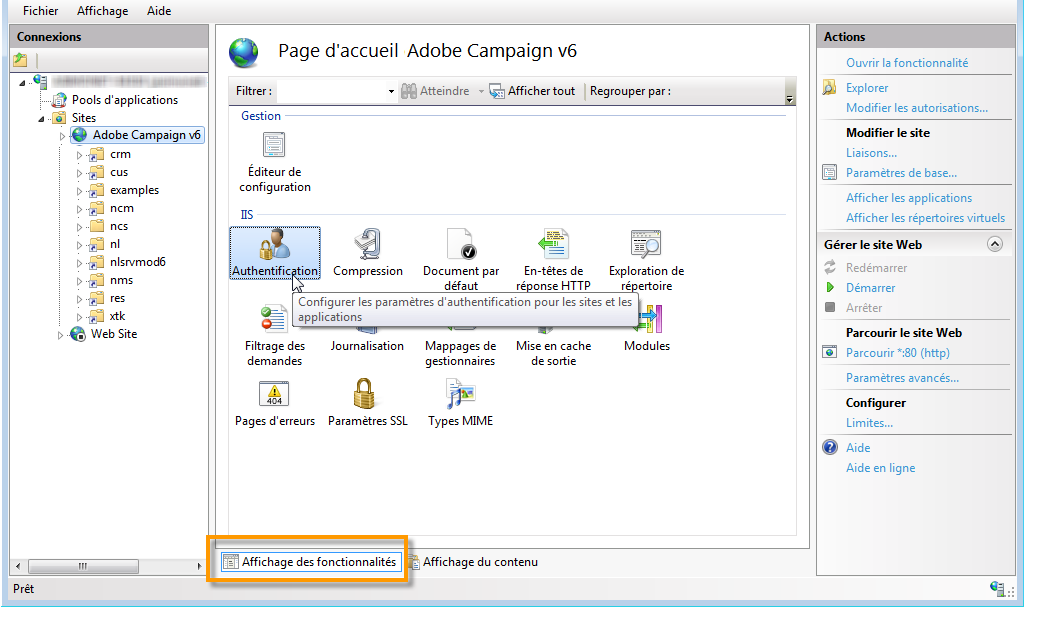 Fichier Affichage Aide
Connexions
Pools d'applications
Sites
Adobe Campaign v6
crm
cus
examples
ncm
ncs
nl
nlsrvmod6
nms
res
xtk
Web Site
Page d'accueil Adobe Campaign v6
Filtrer : Atteindre Afficher tout Regrouper par :
Gestion
Éditeur de
configuration
IIS
Authentification
Compression
Document par
défaut
En-têtes de
réponse HTTP
Exploration de
répertoire
Configurer les paramètres d'authentification pour les sites et les
applications
Filtrage des
demandes
Journalisation
Mappages de
gestionnaires
Mise en cache
de sortie
Modules
404
Pages d'erreurs
Paramètres SSL
Types MIME
Affichage des fonctionnalités
Affichage du contenu
Actions
Ouvrir la fonctionnalité
Explorer
Modifier les autorisations...
Modifier le site
Liaisons...
Paramètres de base...
Afficher les applications
Afficher les répertoires virtuels
Gérer le site Web
Redémarrer
Démarrer
Arrêter
Parcourir le site Web
Parcourir *:80 (http)
Paramètres avancés...
Configurer
Limites...
Aide
Aide en ligne
Prêt